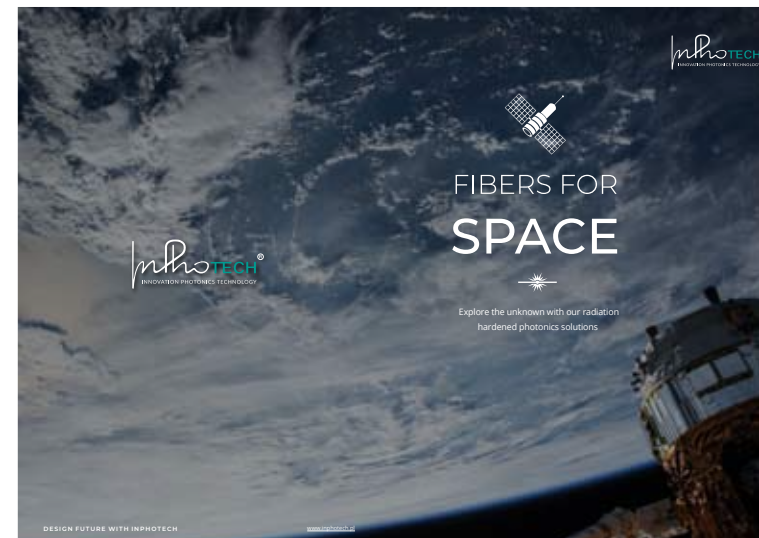 InPhoTECH
INNOVATION PHOTONICS TECHNOLOGY
FIBERS FOR
SPACE
InPhoTECH®
INNOVATION PHOTONICS TECHNOLOGY
Explore the unknown with our radiation
hardened photonics solutions
DESIGN FUTURE WITH INPHOTECH
www.inphotech.pl